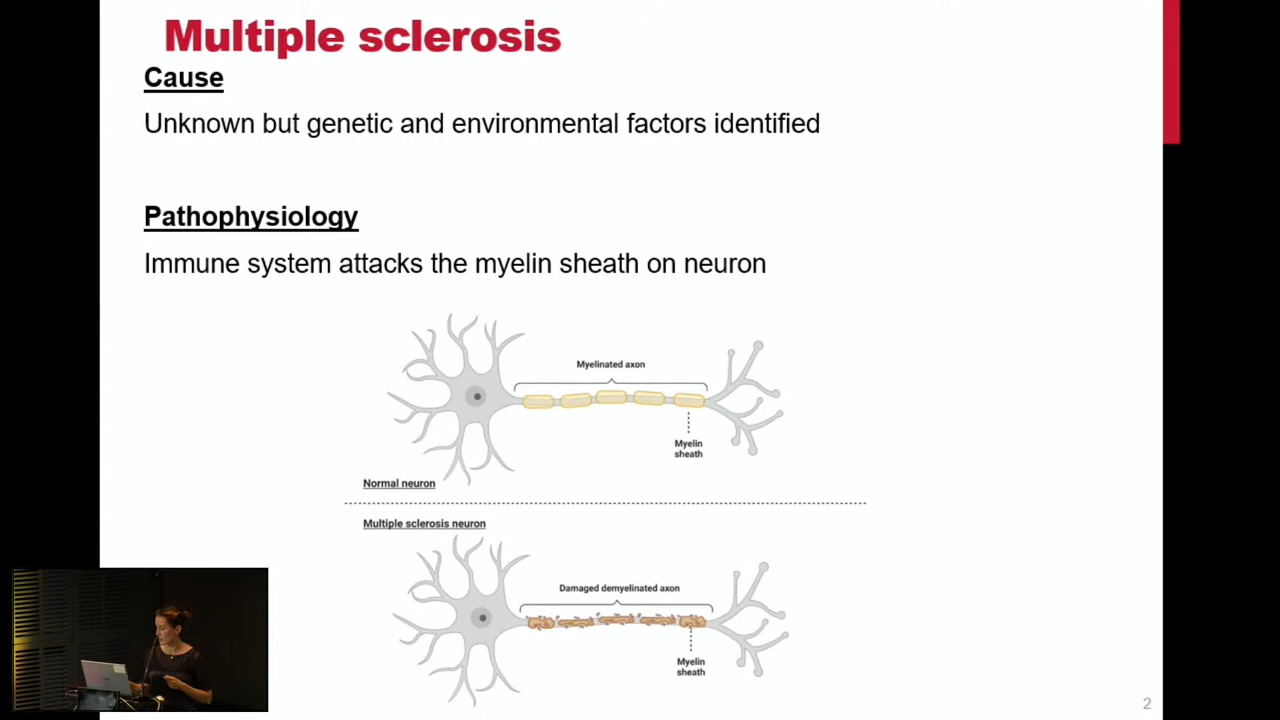 Multiple sclerosis
Cause
Unknown but genetic and environmental factors identified
Pathophysiology
Immune system attacks the myelin sheath on neuron
Myelinated axon
Myelin
sheath
Normal neuron
Multiple sclerosis neuron
Damaged demyelinated axon
Myelin
sheath
2